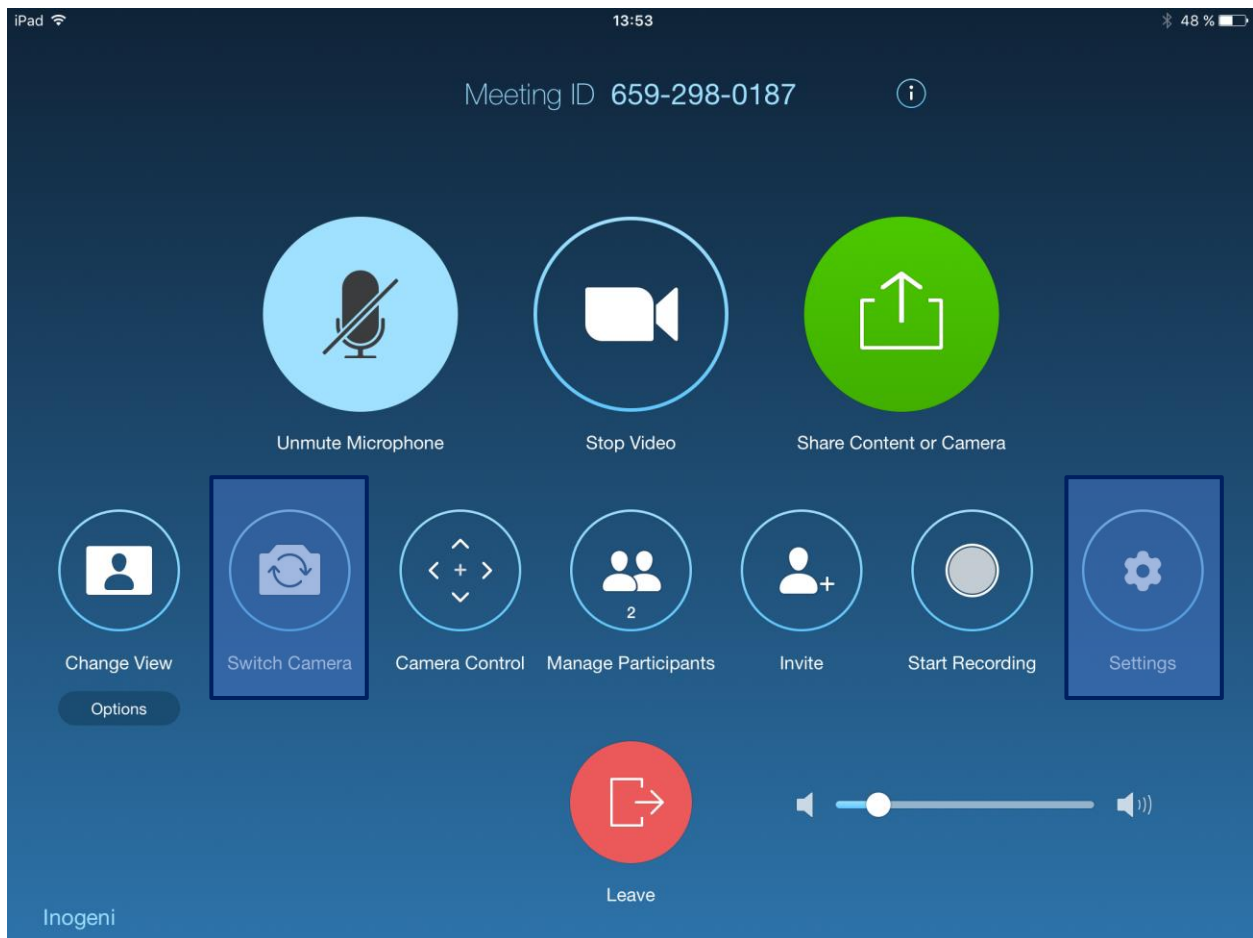 iPad 13:53 48 %
Meeting ID 659-298-0187
Unmute Microphone Stop Video Share Content or Camera
2
Change View Switch Camera Camera Control Manage Participants Invite Start Recording Settings
Options
Leave
Inogeni